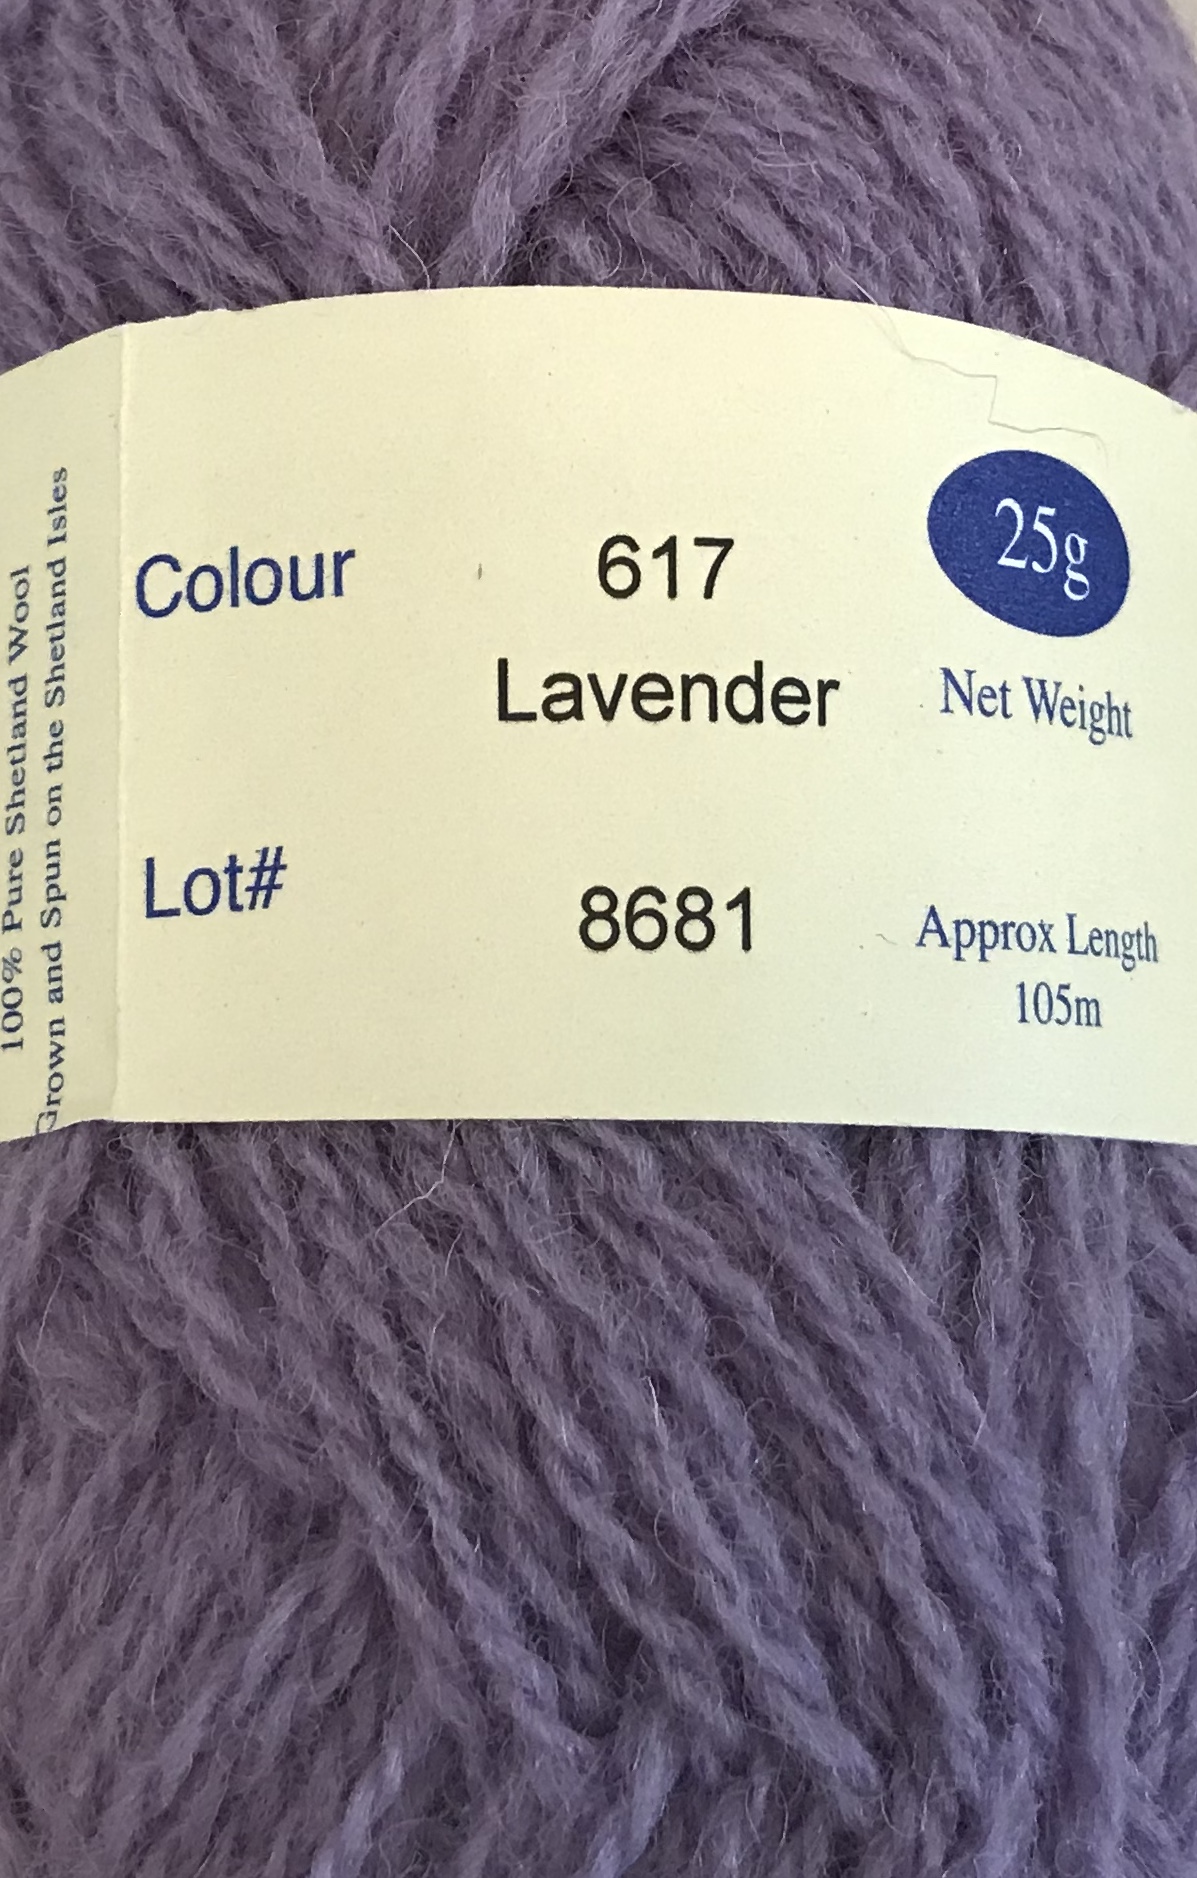 100% Pure Shetland Wool
Grown and Spun on the Shetland Isles
Colour 617
Lavender
Lot# 8681
25g
Net Weight
Approx Length
105m